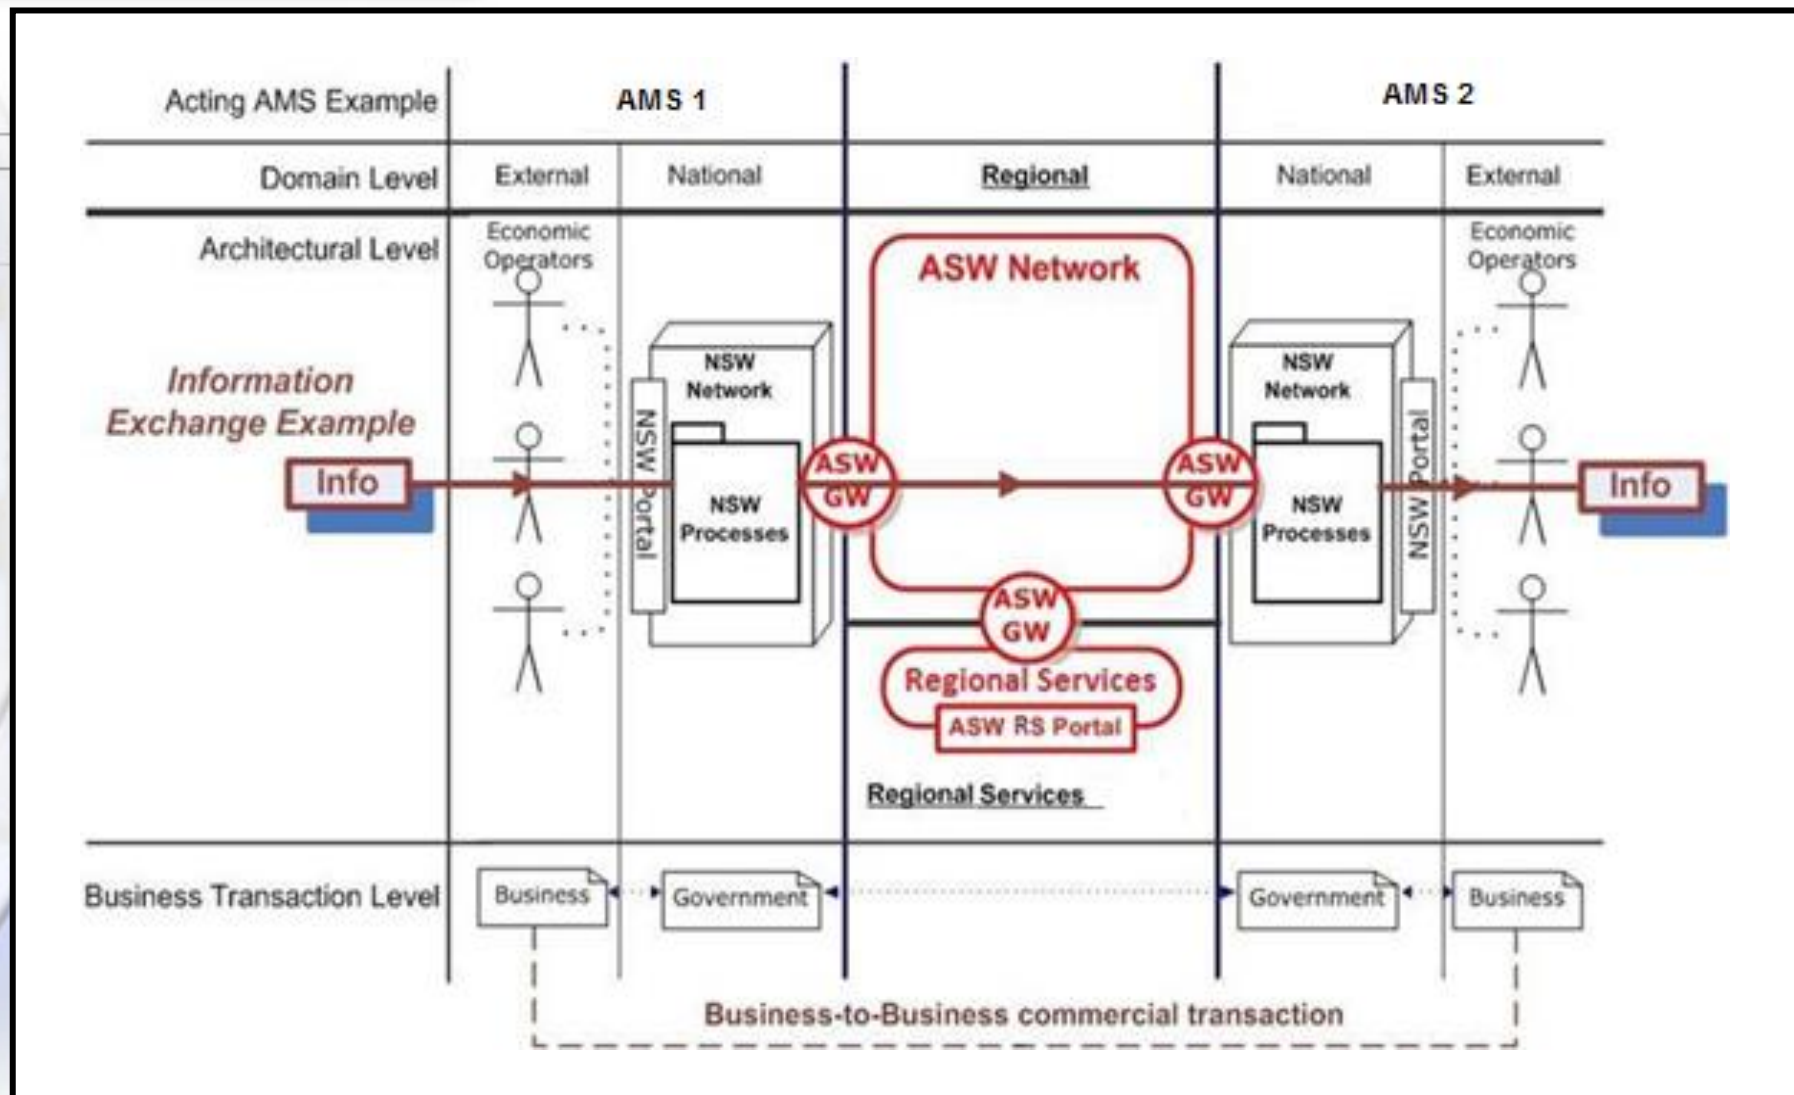 Acting AMS Example
AMS 1
AMS 2
Domain Level
External
National
Regional
National
External
Architectural Level
Economic
Operators
ASW Network
Economic
Operators
Information
Exchange Example
Info
NSW Portal
NSW
Network
NSW
Processes
ASW
GW
ASW
GW
NSW
Network
NSW
Processes
NSW Portal
Info
ASW
GW
Regional Services
ASW RS Portal
Regional Services
Business Transaction Level
Business
Government
Government
Business
Business-to-Business commercial transaction